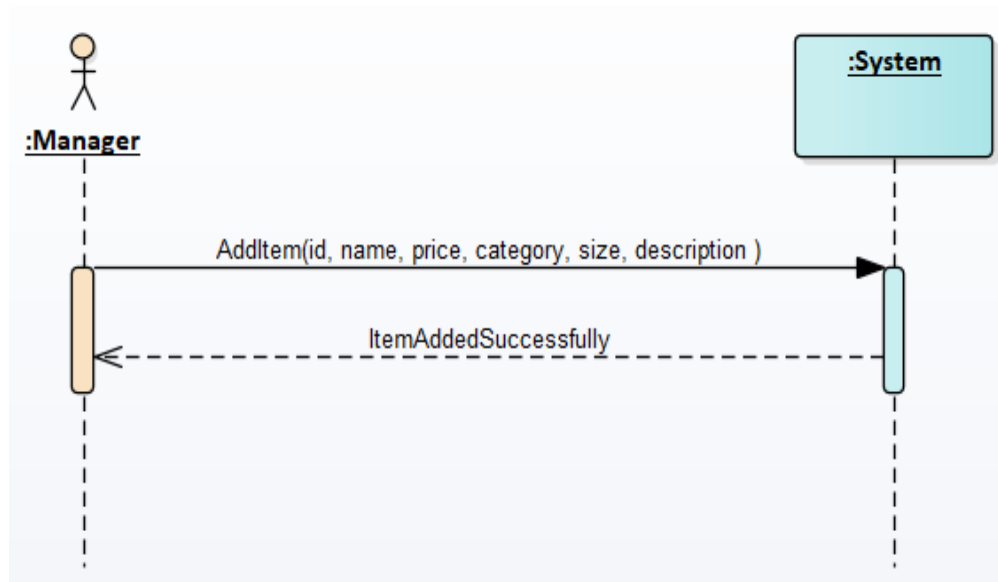 :System
:Manager
AddItem(id, name, price, category, size, description )
ItemAddedSuccessfully